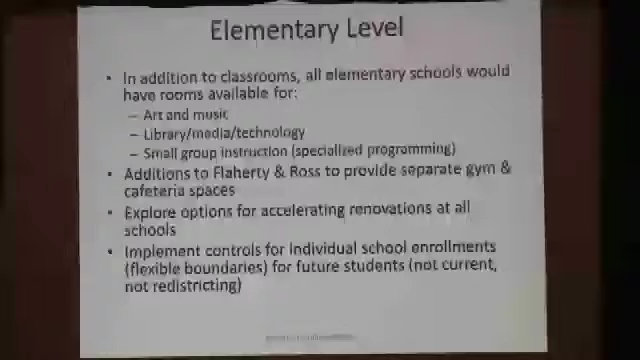 Elementary Level
• In addition to classrooms, all elementary schools would
have rooms available for:
– Art and music
– Library/media/technology
– Small group instruction (specialized programming)
• Additions to Flaherty & Ross to provide separate gym &
cafeteria spaces
• Explore options for accelerating renovations at all
schools
• Implement controls for individual school enrollments
(flexible boundaries) for future students (not current,
not redistricting)